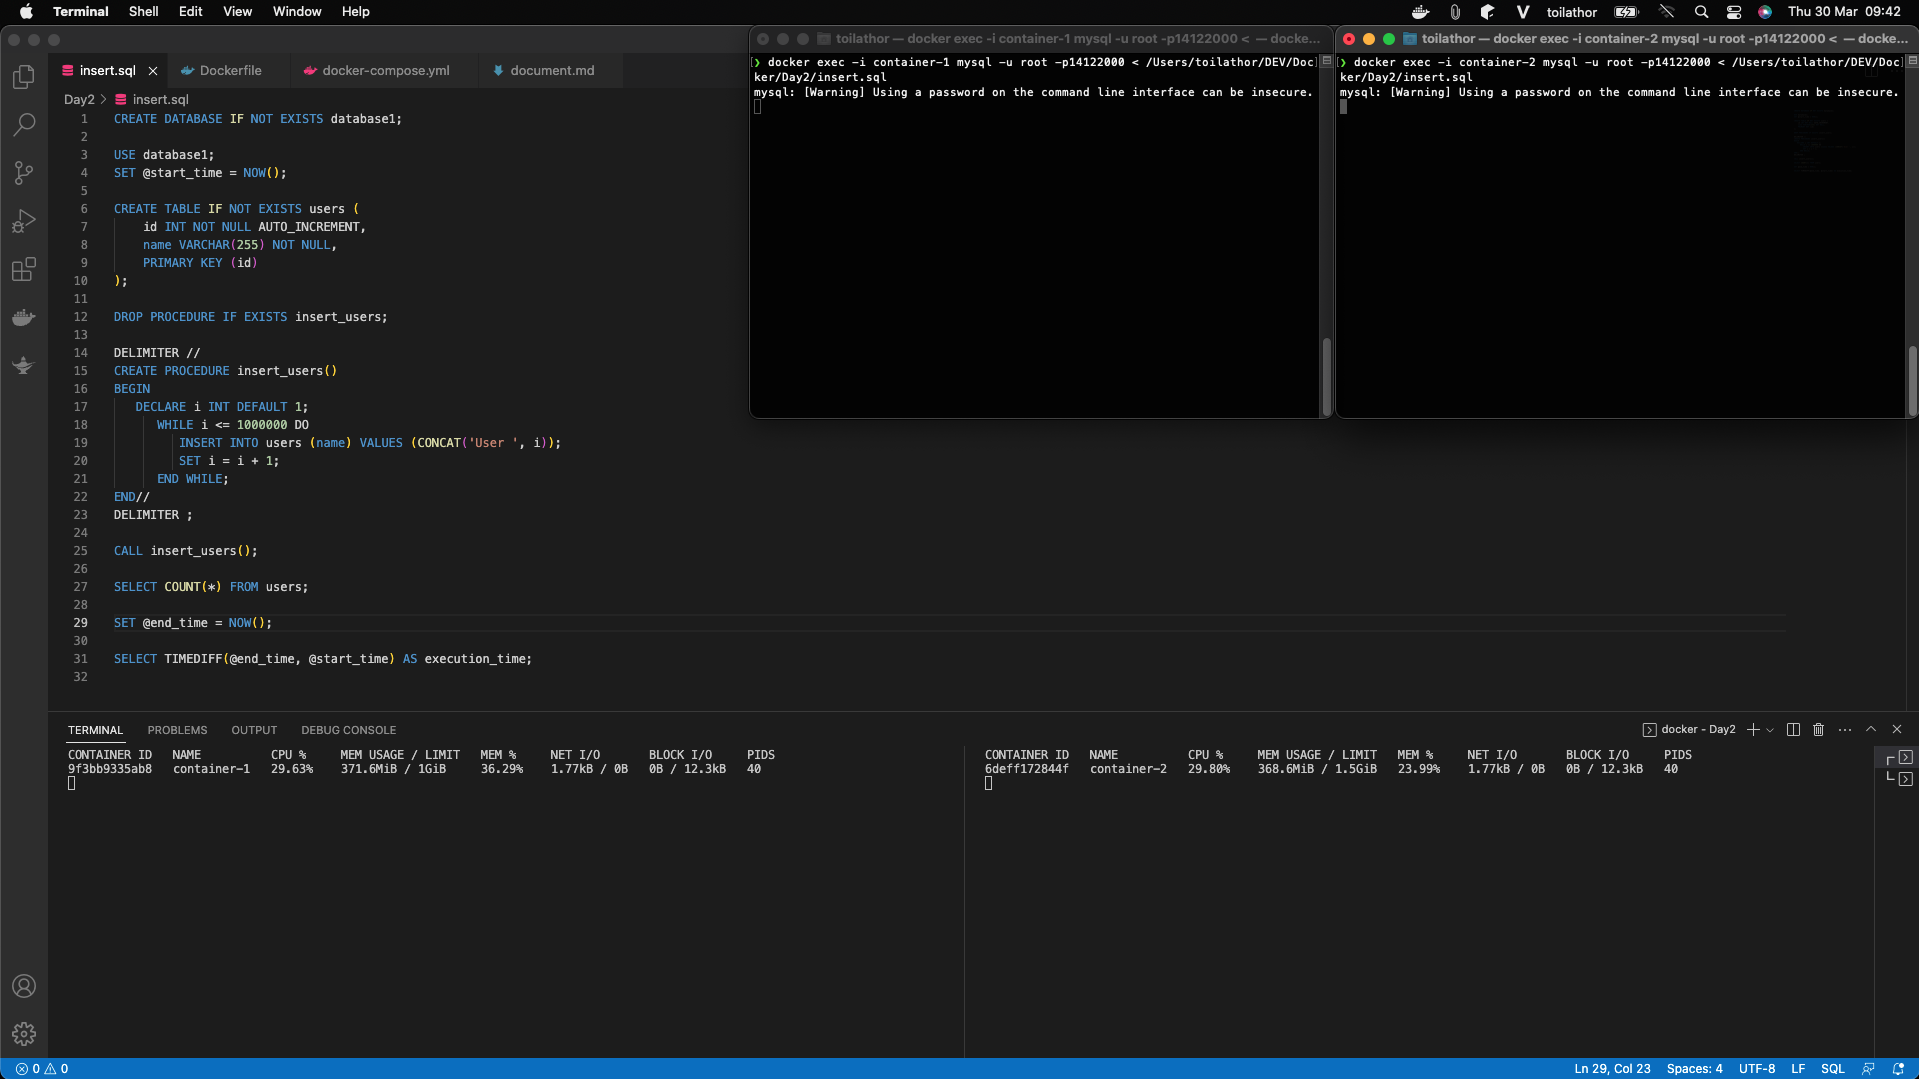 Terminal Shell Edit View Window Help toilathor Thu 30 Mar 09:42
toilathor — docker exec -i container-1 mysql -u root -p14122000 < — docke...
❯ docker exec -i container-1 mysql -u root -p14122000 < /Users/toilathor/DEV/Doc
ker/Day2/insert.sql
mysql: [Warning] Using a password on the command line interface can be insecure.
toilathor — docker exec -i container-2 mysql -u root -p14122000 < — docke...
❯ docker exec -i container-2 mysql -u root -p14122000 < /Users/toilathor/DEV/Doc
ker/Day2/insert.sql
mysql: [Warning] Using a password on the command line interface can be insecure.
insert.sql Dockerfile docker-compose.yml document.md
Day2 > insert.sql
1 CREATE DATABASE IF NOT EXISTS database1;
2
3 USE database1;
4 SET @start_time = NOW();
5
6 CREATE TABLE IF NOT EXISTS users (
7 id INT NOT NULL AUTO_INCREMENT,
8 name VARCHAR(255) NOT NULL,
9 PRIMARY KEY (id)
10 );
11
12 DROP PROCEDURE IF EXISTS insert_users;
13
14 DELIMITER //
15 CREATE PROCEDURE insert_users()
16 BEGIN
17 DECLARE i INT DEFAULT 1;
18 WHILE i <= 1000000 DO
19 INSERT INTO users (name) VALUES (CONCAT('User ', i));
20 SET i = i + 1;
21 END WHILE;
22 END//
23 DELIMITER ;
24
25 CALL insert_users();
26
27 SELECT COUNT(*) FROM users;
28
29 SET @end_time = NOW();
30
31 SELECT TIMEDIFF(@end_time, @start_time) AS execution_time;
32
TERMINAL PROBLEMS OUTPUT DEBUG CONSOLE docker - Day2
CONTAINER ID NAME CPU % MEM USAGE / LIMIT MEM % NET I/O BLOCK I/O PIDS
9f3bb9335ab8 container-1 29.63% 371.6MiB / 1GiB 36.29% 1.77kB / 0B 0B / 12.3kB 40
CONTAINER ID NAME CPU % MEM USAGE / LIMIT MEM % NET I/O BLOCK I/O PIDS
6deff172844f container-2 29.80% 368.6MiB / 1.5GiB 23.99% 1.77kB / 0B 0B / 12.3kB 40
0 0 Ln 29, Col 23 Spaces: 4 UTF-8 LF SQL